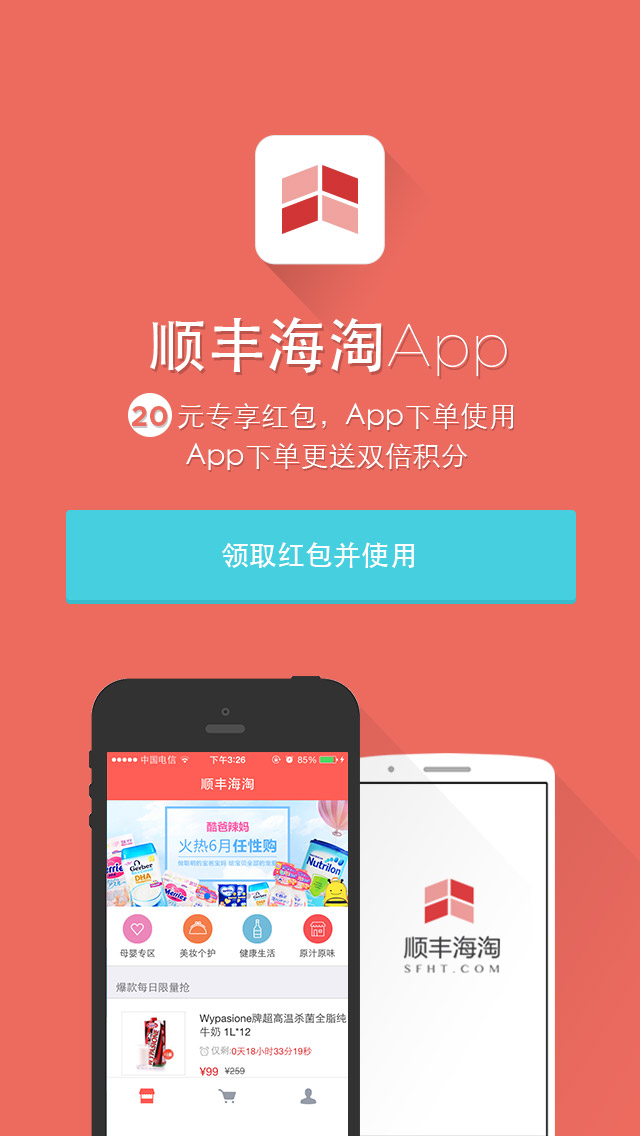 顺丰海淘App
20元专享红包，App下单使用
App下单更送双倍积分
领取红包并使用
中国电信 下午3:26 85%
顺丰海淘
酷爸辣妈
火热6月任性购
Gerber
DHA
Merries
Nutrilon
母婴专区 美妆个护 健康生活 原汁原味
爆款每日限量抢
Wypasione牌超高温杀菌全脂纯
牛奶 1L*12
仅剩:0天18小时33分19秒
¥99 ¥259
WYPASIONE
顺丰海淘
SFHT.COM